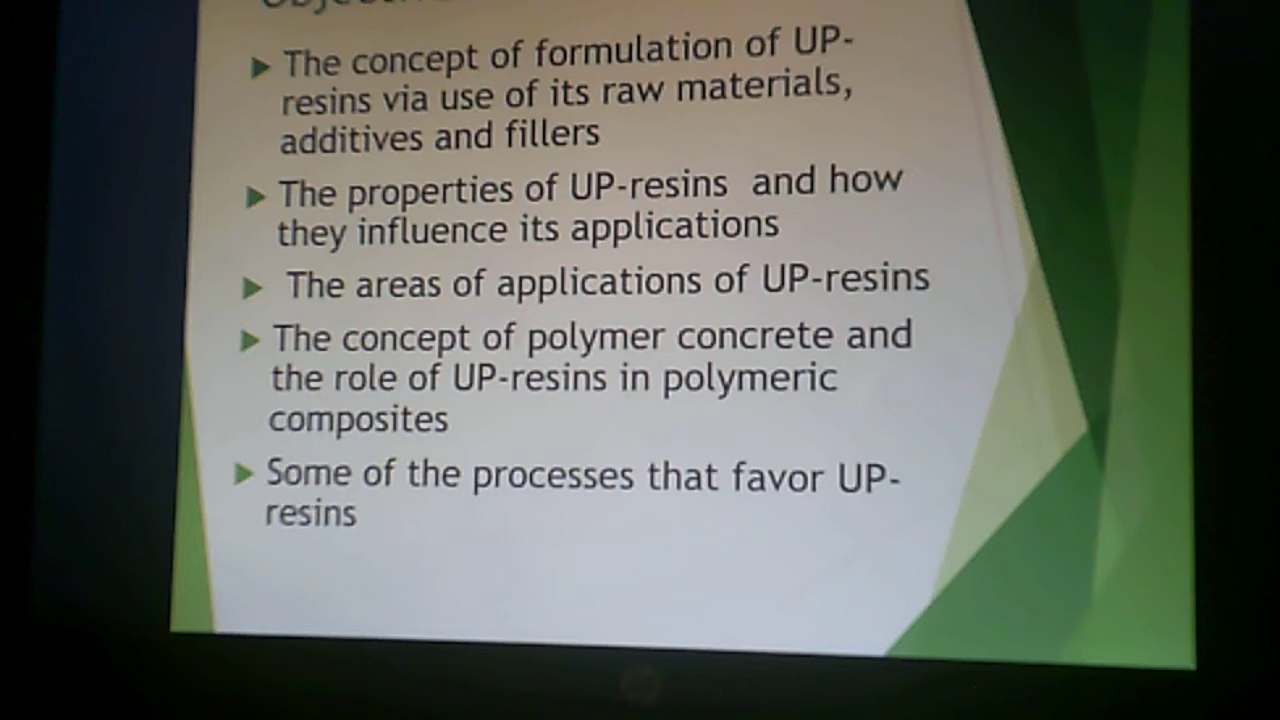 The concept of formulation of UP-
resins via use of its raw materials,
additives and fillers
The properties of UP-resins and how
they influence its applications
The areas of applications of UP-resins
The concept of polymer concrete and
the role of UP-resins in polymeric
composites
Some of the processes that favor UP-
resins